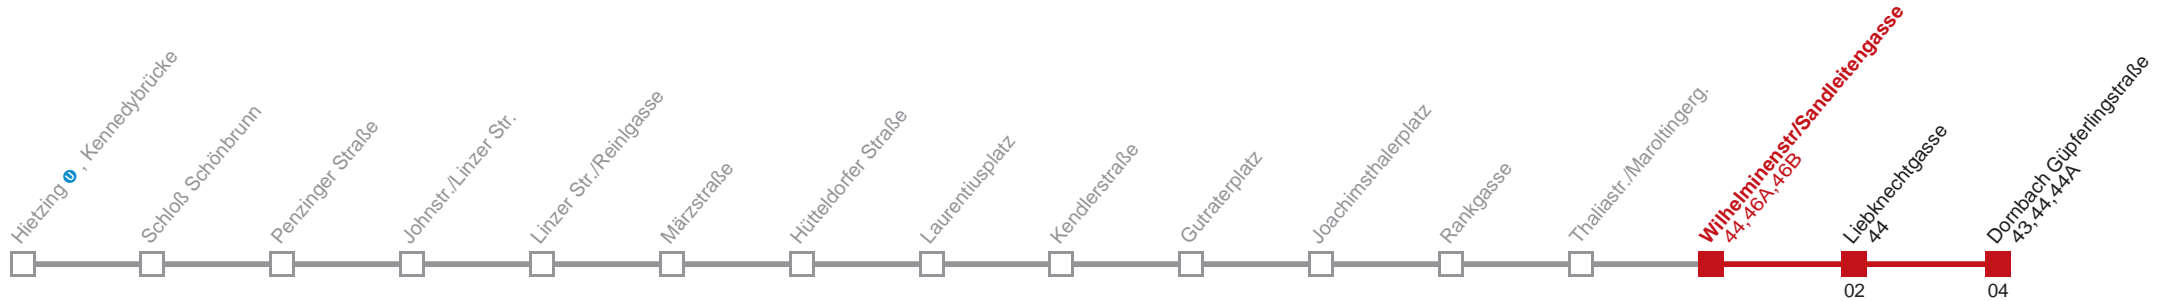 Hietzing U , Kennedybrücke
Schloß Schönbrunn
Penzinger Straße
Johnstr./Linzer Str.
Linzer Str./Reinlgasse
Märzstraße
Hütteldorfer Straße
Laurentiusplatz
Kendlerstraße
Gutraterplatz
Joachimsthalerplatz
Rankgasse
Thaliastr./Maroltingerg.
Wilhelminenstr/Sandleitengasse
44,46A,46B
Liebknechtgasse
44
Dornbach Güpferlingstraße
43,44,44A
02
04